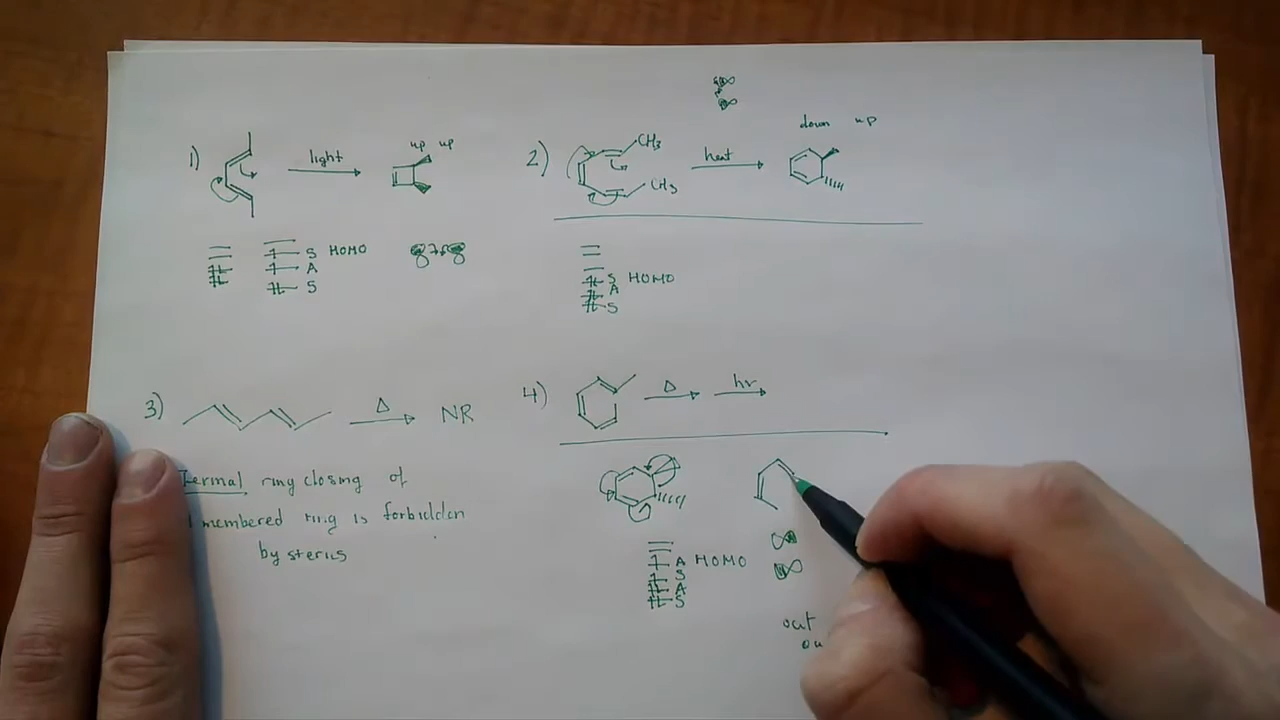 down up
1)
light
up up
2)
CH3
heat
CH3
S HOMO
A
S
S HOMO
A
S
3)
Δ
NR
4)
Δ
hν
ring closing of
membered ring is forbidden
by sterics
A HOMO
S
A
S
out